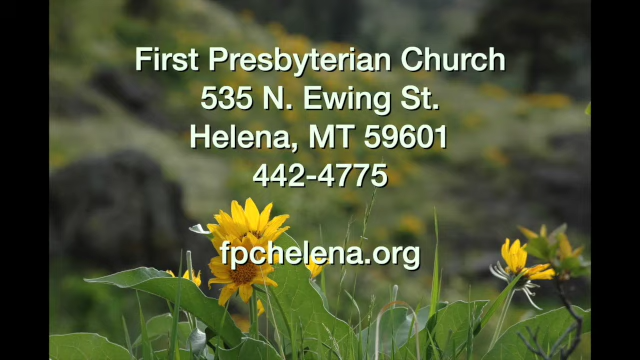 First Presbyterian Church
535 N. Ewing St.
Helena, MT 59601
442-4775
fpchelena.org